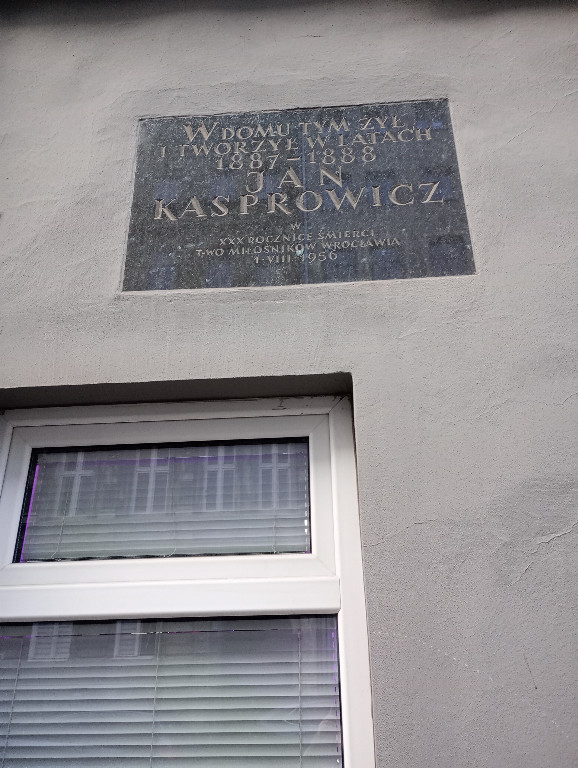 W DOMU TYM ŻYŁ
I TWORZYŁ W LATACH
1887-1888
JAN
KASPROWICZ
W
XXX ROCZNICE ŚMIERCI
T-WO MIŁOŚNIKÓW WROCŁAWIA
1·VIII·1956